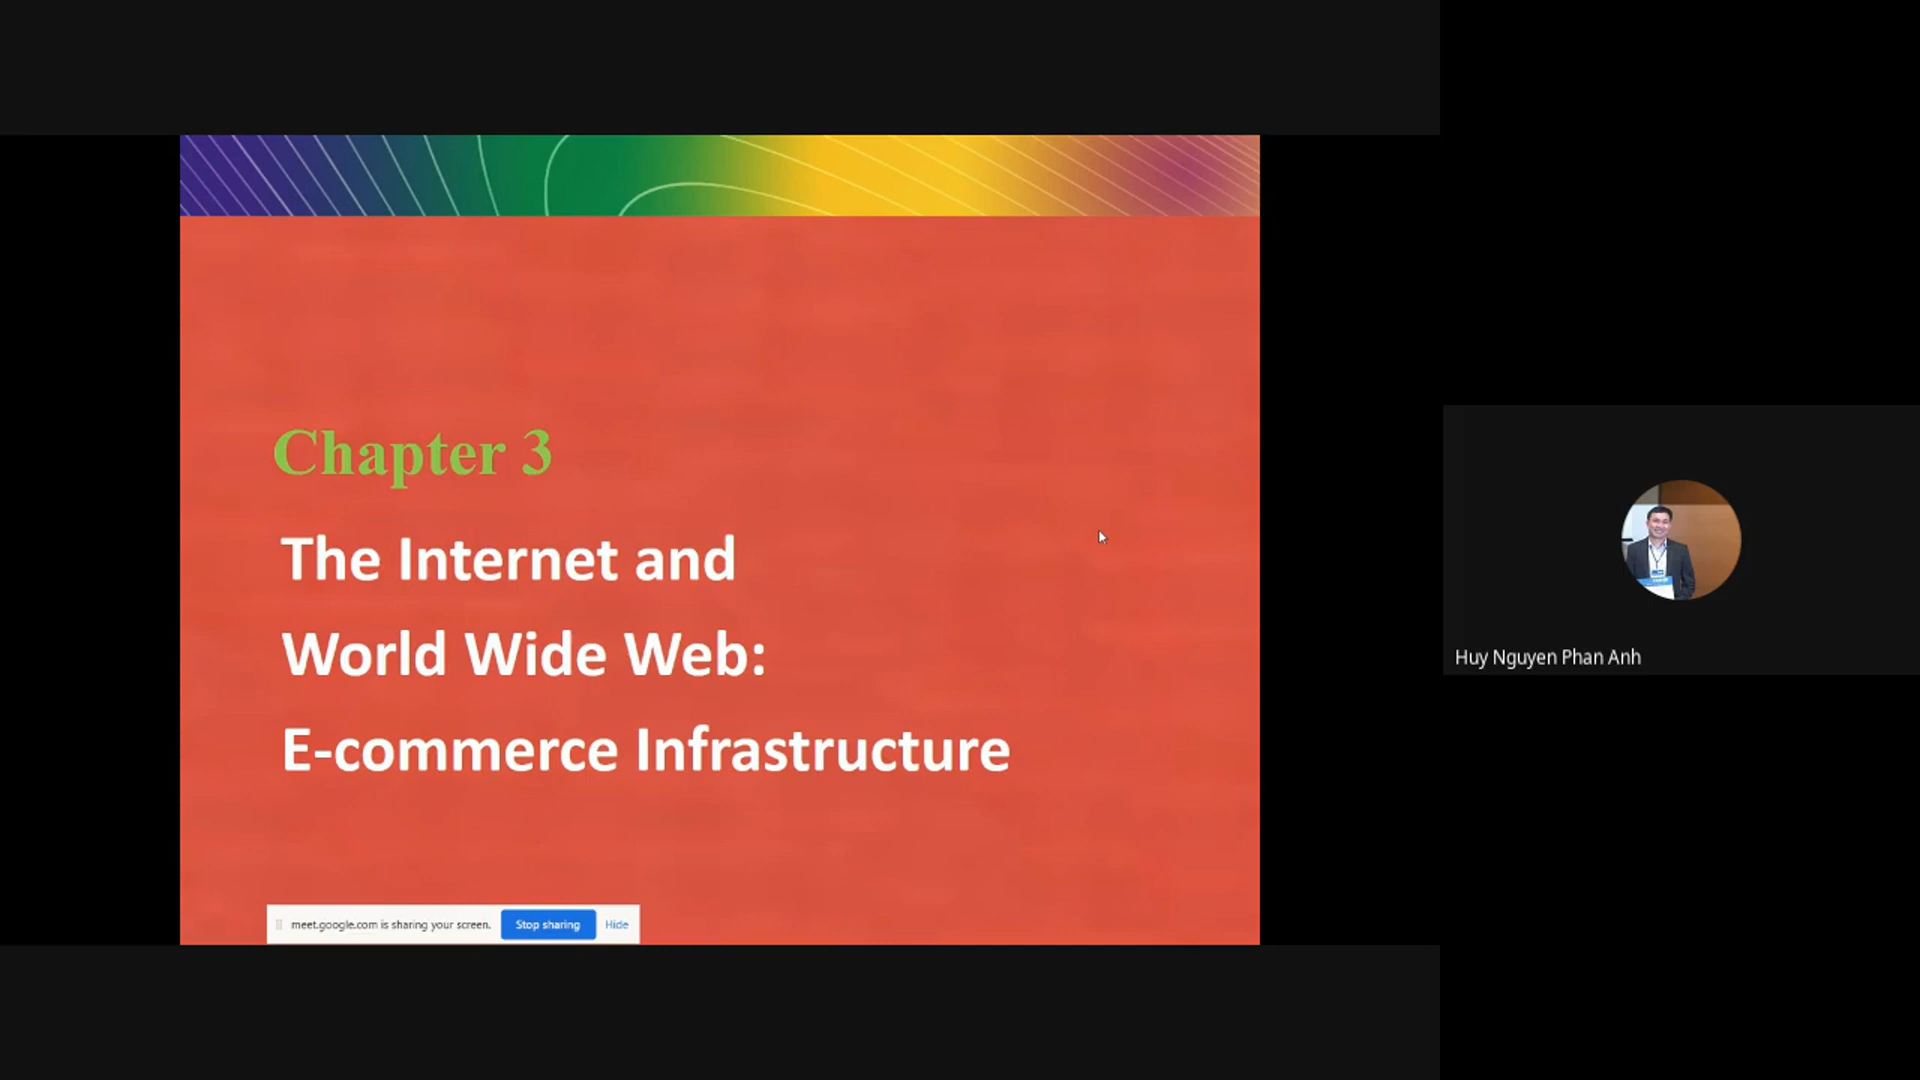 Chapter 3
The Internet and
World Wide Web:
E-commerce Infrastructure
meet.google.com is sharing your screen. Stop sharing Hide
Huy Nguyen Phan Anh